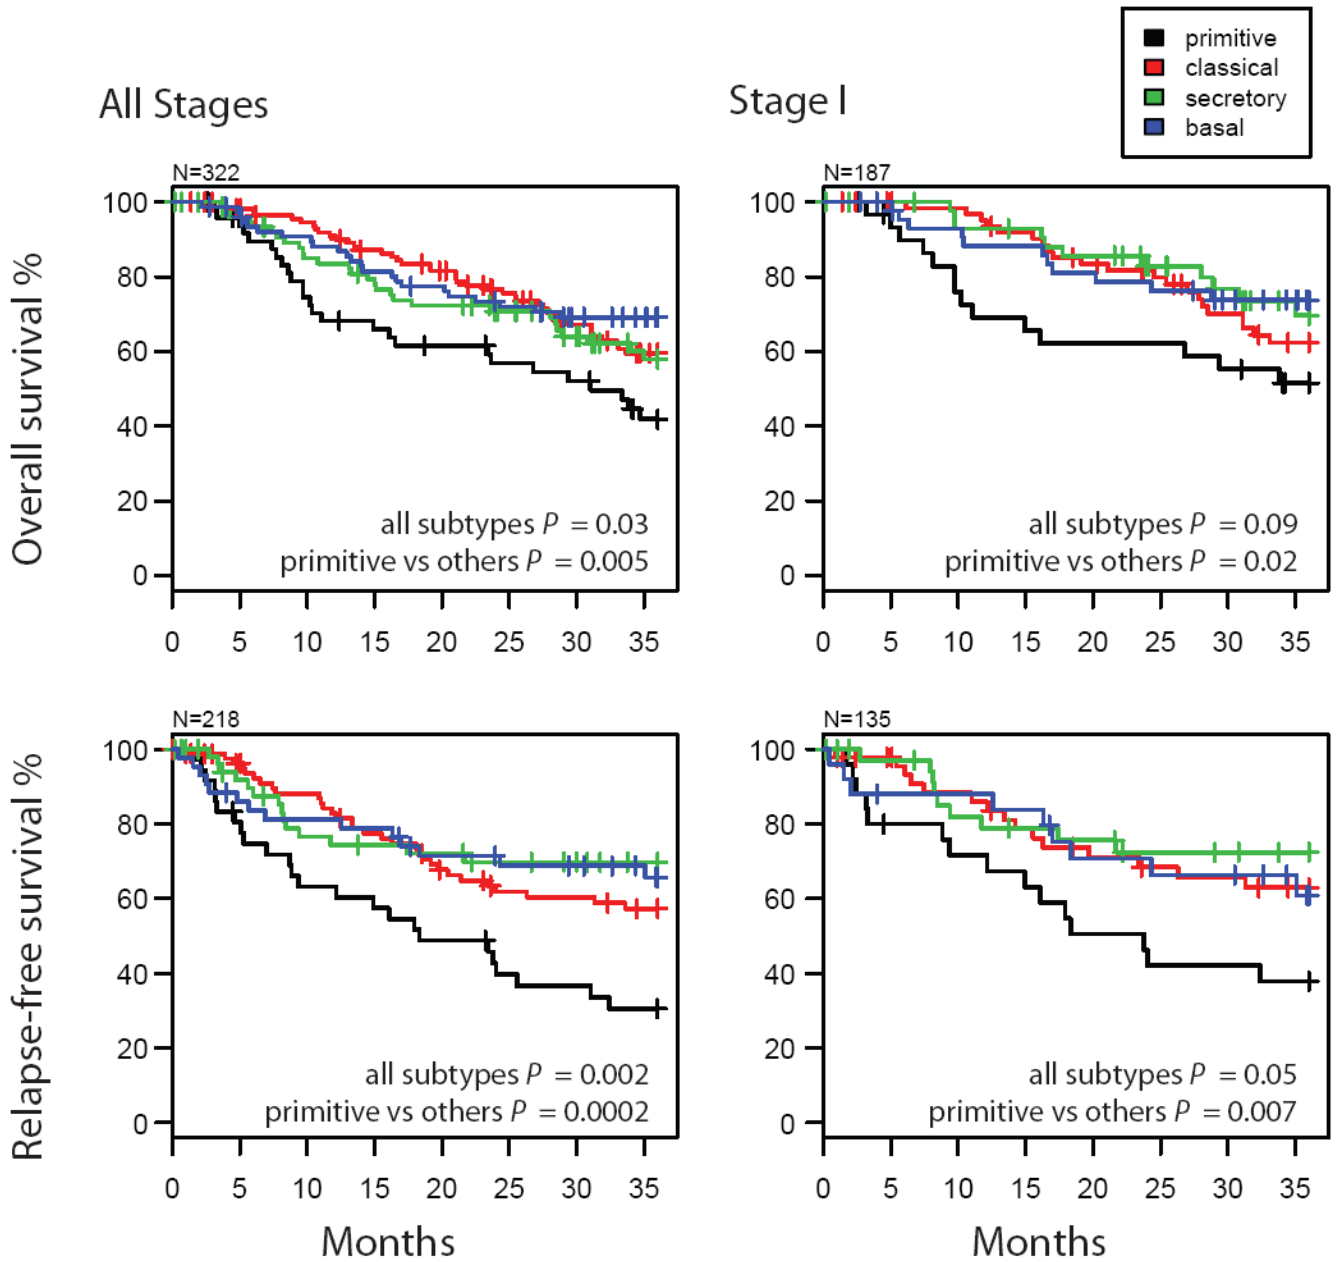 primitive
classical
secretory
basal
All Stages
Stage I
N=322
N=187
Overall survival %
100
80
60
40
20
0
all subtypes P = 0.03
primitive vs others P = 0.005
0 5 10 15 20 25 30 35
100
80
60
40
20
0
all subtypes P = 0.09
primitive vs others P = 0.02
0 5 10 15 20 25 30 35
N=218
N=135
Relapse-free survival %
100
80
60
40
20
0
all subtypes P = 0.002
primitive vs others P = 0.0002
0 5 10 15 20 25 30 35
Months
100
80
60
40
20
0
all subtypes P = 0.05
primitive vs others P = 0.007
0 5 10 15 20 25 30 35
Months